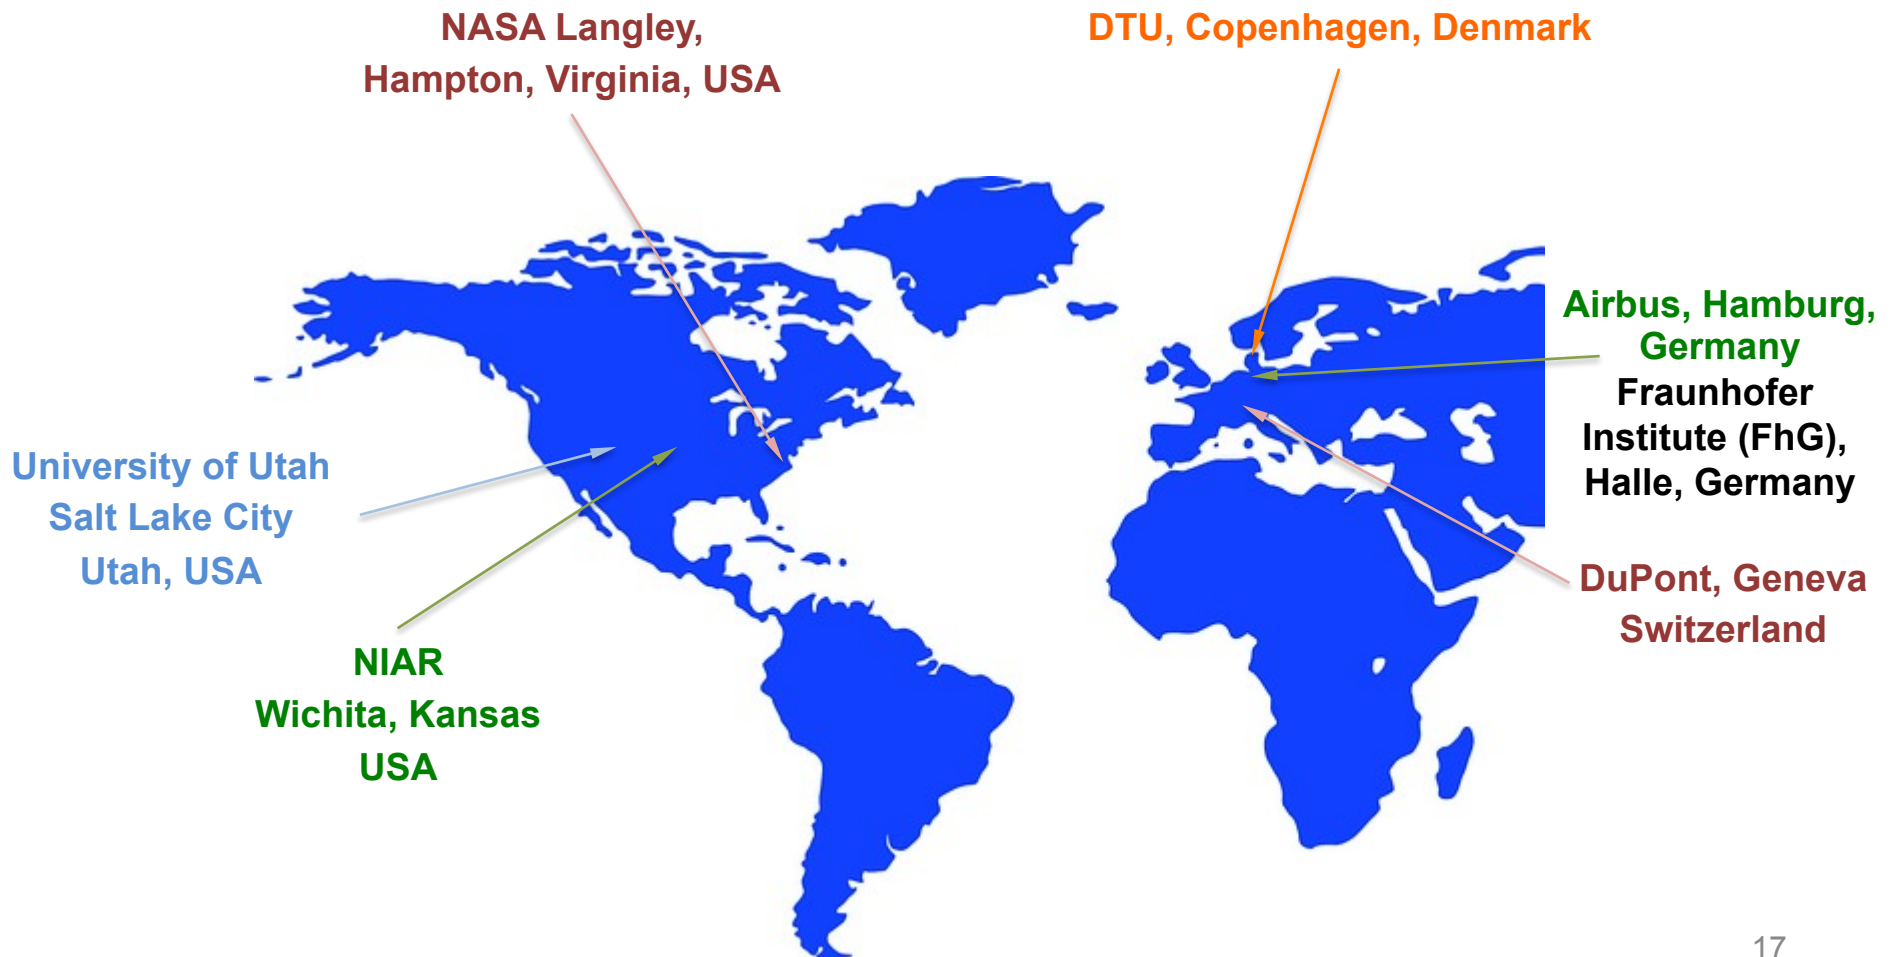 NASA Langley,
Hampton, Virginia, USA
DTU, Copenhagen, Denmark
Airbus, Hamburg,
Germany
Fraunhofer
Institute (FhG),
Halle, Germany
University of Utah
Salt Lake City
Utah, USA
DuPont, Geneva
Switzerland
NIAR
Wichita, Kansas
USA
17